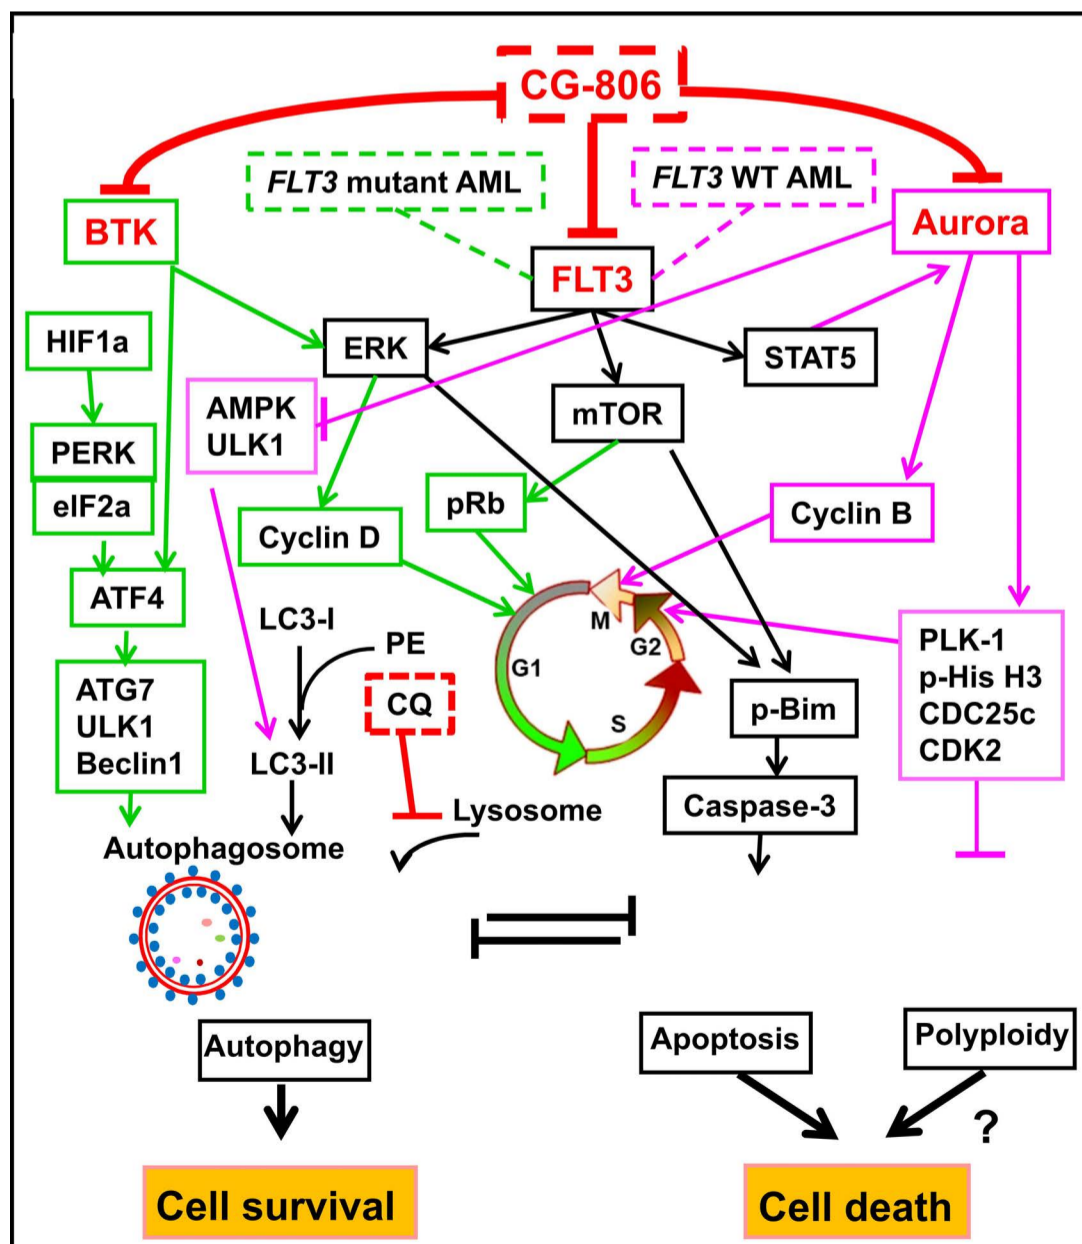 CG-806
FLT3 mutant AML
FLT3 WT AML
BTK
Aurora
FLT3
HIF1a
ERK
STAT5
AMPK
ULK1
mTOR
PERK
eIF2a
pRb
Cyclin D
Cyclin B
ATF4
LC3-I
PE
M
G2
G1
S
PLK-1
p-His H3
CDC25c
CDK2
ATG7
ULK1
Beclin1
CQ
p-Bim
LC3-II
Lysosome
Caspase-3
Autophagosome
Autophagy
Apoptosis
Polyploidy
?
Cell survival
Cell death